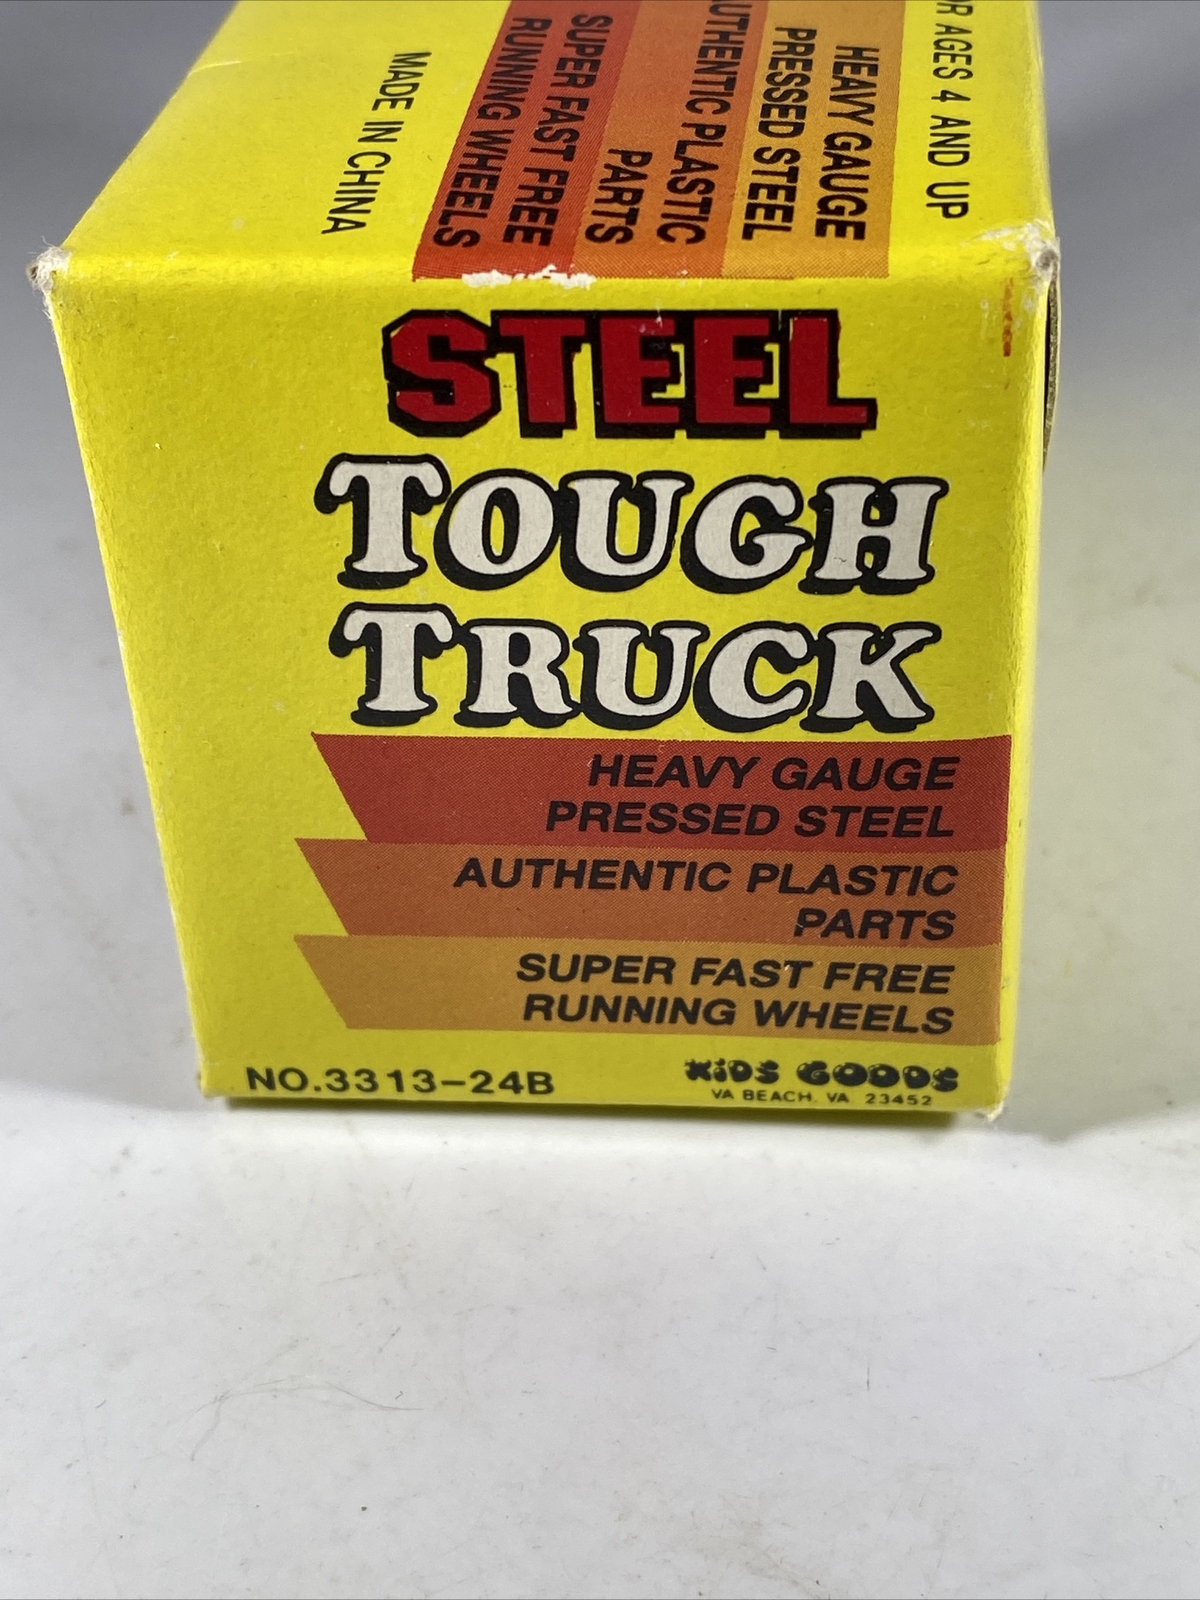 OR AGES 4 AND UP
HEAVY GAUGE
PRESSED STEEL
AUTHENTIC PLASTIC
PARTS
SUPER FAST FREE
RUNNING WHEELS
MADE IN CHINA
STEEL
TOUGH
TRUCK
HEAVY GAUGE
PRESSED STEEL
AUTHENTIC PLASTIC
PARTS
SUPER FAST FREE
RUNNING WHEELS
NO.3313-24B
KiDS GOODS
VA BEACH. VA 23452